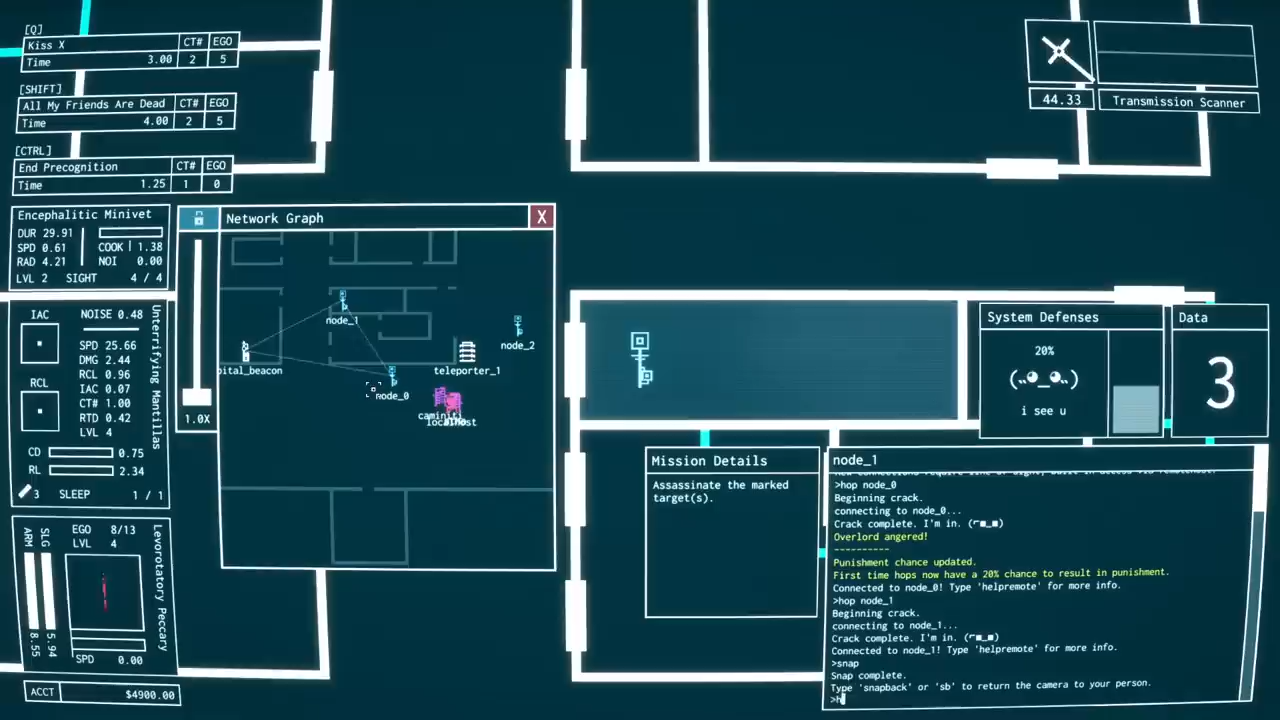 [Q]
Kiss X CT# EGO
Time 3.00 2 5
[SHIFT]
All My Friends Are Dead CT# EGO
Time 4.00 2 5
[CTRL]
End Precognition CT# EGO
Time 1.25 1 0
Encephalitic Minivet
DUR 29.91
SPD 0.61 COOK 1.38
RAD 4.21 NOI 0.00
LVL 2 SIGHT 4 / 4
IAC NOISE 0.48
SPD 25.66
DMG 2.44
RCL RCL 0.96
IAC 0.07
CT# 1.00
RTD 0.42
LVL 4
CD 0.75
RL 2.34
3 SLEEP 1 / 1
Unterrifying Mantillas
ARM SLG EGO 8/13
LVL 4
8.55 5.94 SPD 0.00
Levorotatory Peccary
ACCT $4900.00
Network Graph X
1.0X
node_1
node_2
pital_beacon
teleporter_1
node_0
44.33 Transmission Scanner
System Defenses
20%
i see u
Data
3
Mission Details
Assassinate the marked
target(s).
node_1
>hop node_0
Beginning crack.
connecting to node_0...
Crack complete. I'm in. (⌐■_■)
Overlord angered!
----------
Punishment chance updated.
First time hops now have a 20% chance to result in punishment.
Connected to node_0! Type 'helpremote' for more info.
>hop node_1
Beginning crack.
connecting to node_1...
Crack complete. I'm in. (⌐■_■)
Connected to node_1! Type 'helpremote' for more info.
>snap
Snap complete.
Type 'snapback' or 'sb' to return the camera to your person.
>h